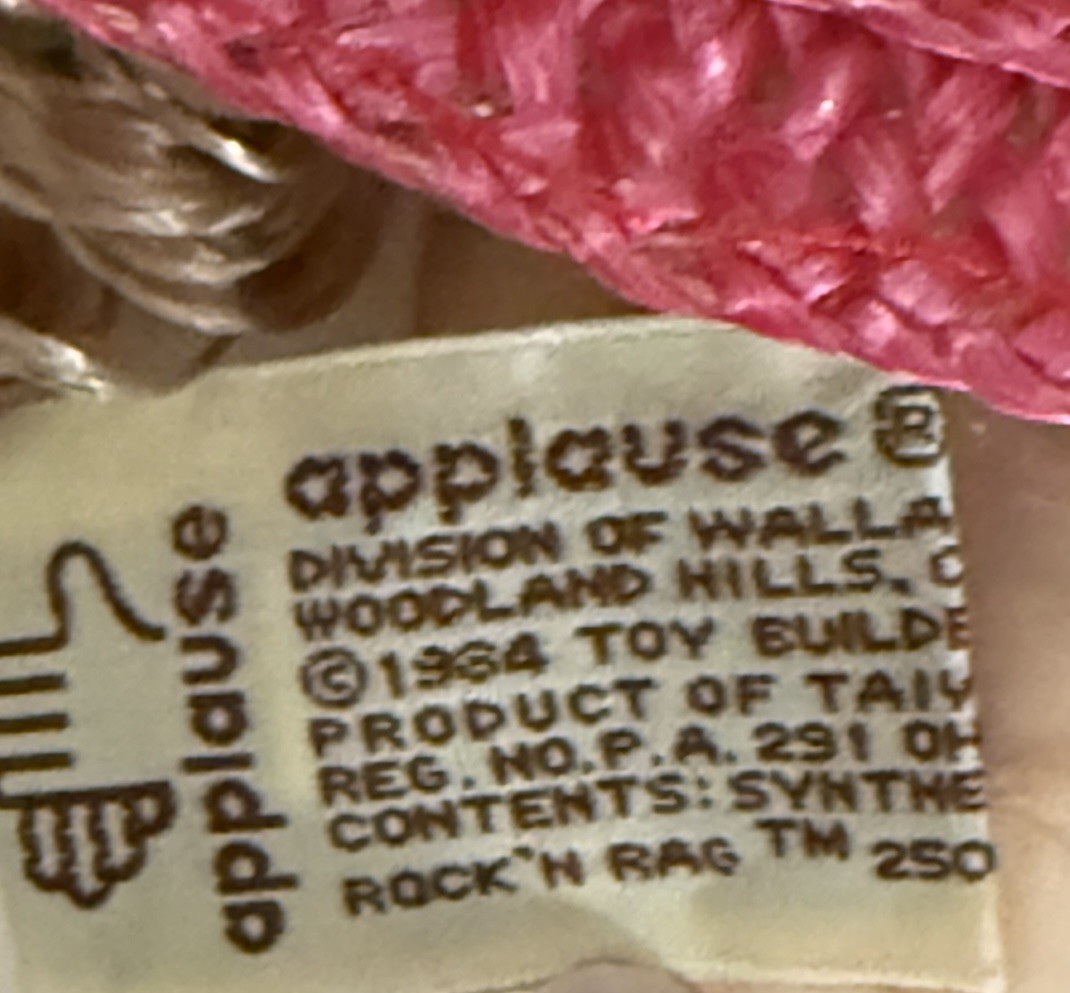 applause
applause ®
DIVISION OF WALLA
WOODLAND HILLS, C
©1984 TOY BUILDE
PRODUCT OF TAIW
REG. NO. P.A. 291 OH
CONTENTS: SYNTHE
ROCK'N RAG TM 250